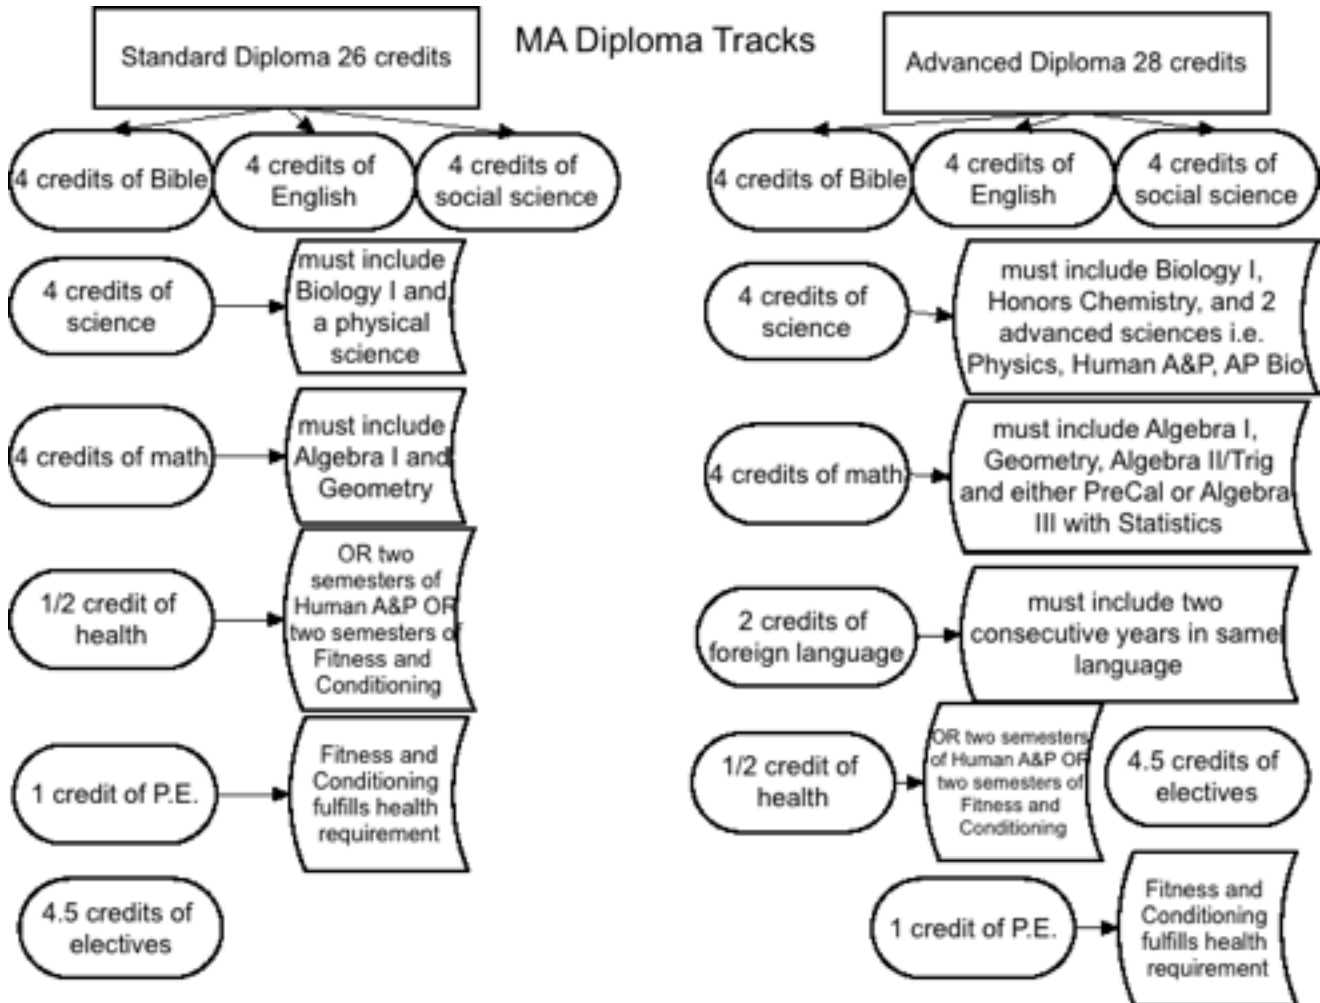 MA Diploma Tracks
Standard Diploma 26 credits
4 credits of Bible
4 credits of
English
4 credits of
social science
4 credits of
science
must include
Biology I and
a physical
science
4 credits of math
must include
Algebra I and
Geometry
1/2 credit of
health
OR two
semesters of
Human A&P OR
two semesters of
Fitness and
Conditioning
1 credit of P.E.
Fitness and
Conditioning
fulfills health
requirement
4.5 credits of
electives
Advanced Diploma 28 credits
4 credits of Bible
4 credits of
English
4 credits of
social science
4 credits of
science
must include Biology I,
Honors Chemistry, and 2
advanced sciences i.e.
Physics, Human A&P, AP Bio
4 credits of math
must include Algebra I,
Geometry, Algebra II/Trig
and either PreCal or Algebra
III with Statistics
2 credits of
foreign language
must include two
consecutive years in same
language
1/2 credit of
health
OR two semesters
of Human A&P OR
two semesters of
Fitness and
Conditioning
4.5 credits of
electives
1 credit of P.E.
Fitness and
Conditioning
fulfills health
requirement